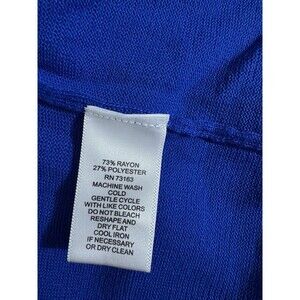 73% RAYON
27% POLYESTER
RN 73163
MACHINE WASH
COLD
GENTLE CYCLE
WITH LIKE COLORS
DO NOT BLEACH
RESHAPE AND
DRY FLAT
COOL IRON
IF NECESSARY
OR DRY CLEAN